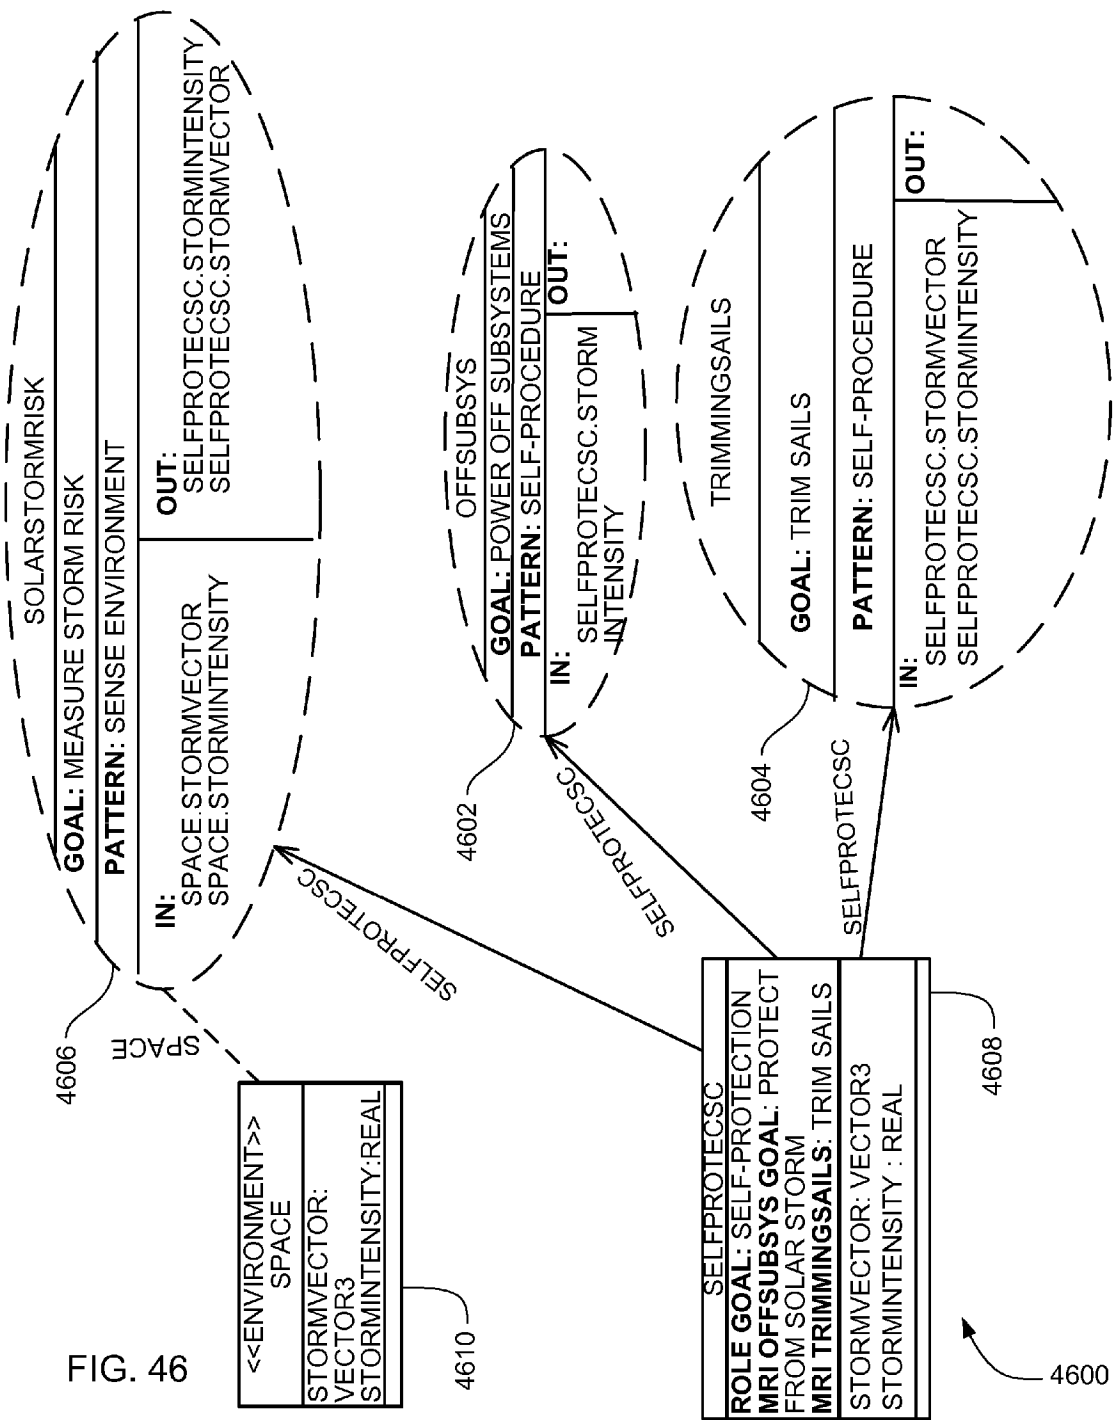 SOLARSTORMRISK
GOAL: MEASURE STORM RISK
PATTERN: SENSE ENVIRONMENT
IN:
SPACE.STORMVECTOR
SPACE.STORMINTENSITY
OUT:
SELFPROTECSC.STORMINTENSITY
SELFPROTECSC.STORMVECTOR
4606
SPACE
<<ENVIRONMENT>>
SPACE
STORMVECTOR:
VECTOR3
STORMINTENSITY:REAL
4610
SELFPROTECSC
OFFSUBSYS
GOAL: POWER OFF SUBSYSTEMS
PATTERN: SELF-PROCEDURE
IN:
SELFPROTECSC.STORM
INTENSITY
OUT:
4602
SELFPROTECSC
TRIMMINGSAILS
GOAL: TRIM SAILS
PATTERN: SELF-PROCEDURE
IN:
SELFPROTECSC.STORMVECTOR
SELFPROTECSC.STORMINTENSITY
OUT:
4604
SELFPROTECSC
SELFPROTECSC
ROLE GOAL: SELF-PROTECTION
MRI OFFSUBSYS GOAL: PROTECT
FROM SOLAR STORM
MRI TRIMMINGSAILS: TRIM SAILS
STORMVECTOR: VECTOR3
STORMINTENSITY : REAL
4608
4600
FIG. 46